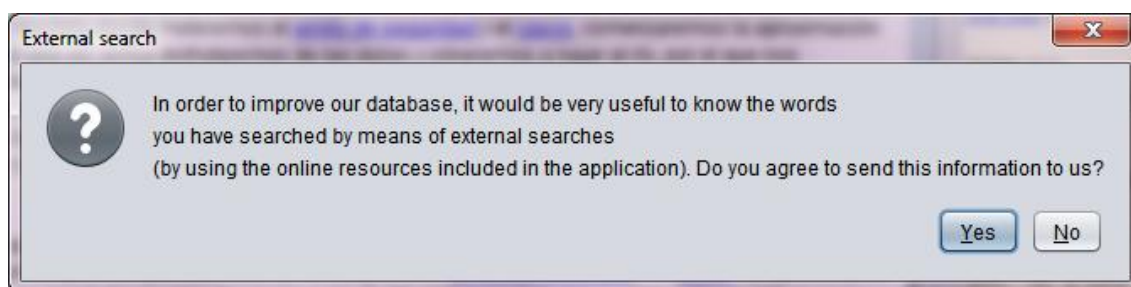 External search
In order to improve our database, it would be very useful to know the words
you have searched by means of external searches
(by using the online resources included in the application). Do you agree to send this information to us?
Yes No